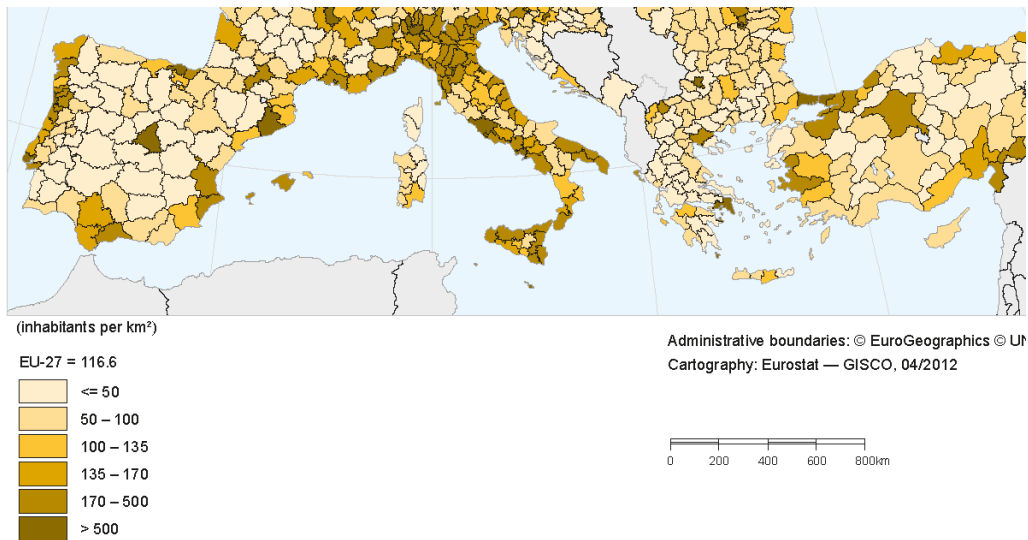 (inhabitants per km²)
EU-27 = 116.6
<= 50
50 – 100
100 – 135
135 – 170
170 – 500
> 500
Administrative boundaries: © EuroGeographics © UN
Cartography: Eurostat — GISCO, 04/2012
0 200 400 600 800km